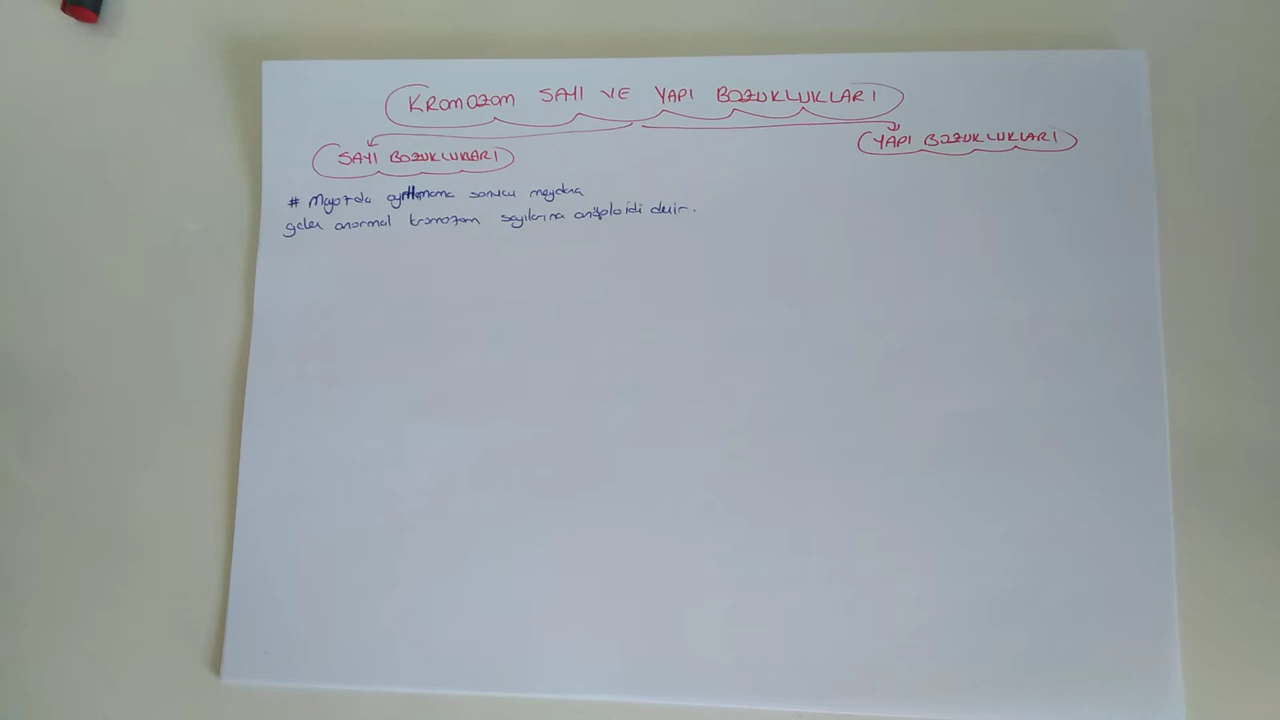 KROMOZOM SAYI VE YAPI BOZUKLUKLARI
SAYI BOZUKLUKLARI
YAPI BOZUKLUKLARI
# Mayozda ayrılmama sonucu meydana
gelen anormal kromozom sayılarına anöploidi denir.